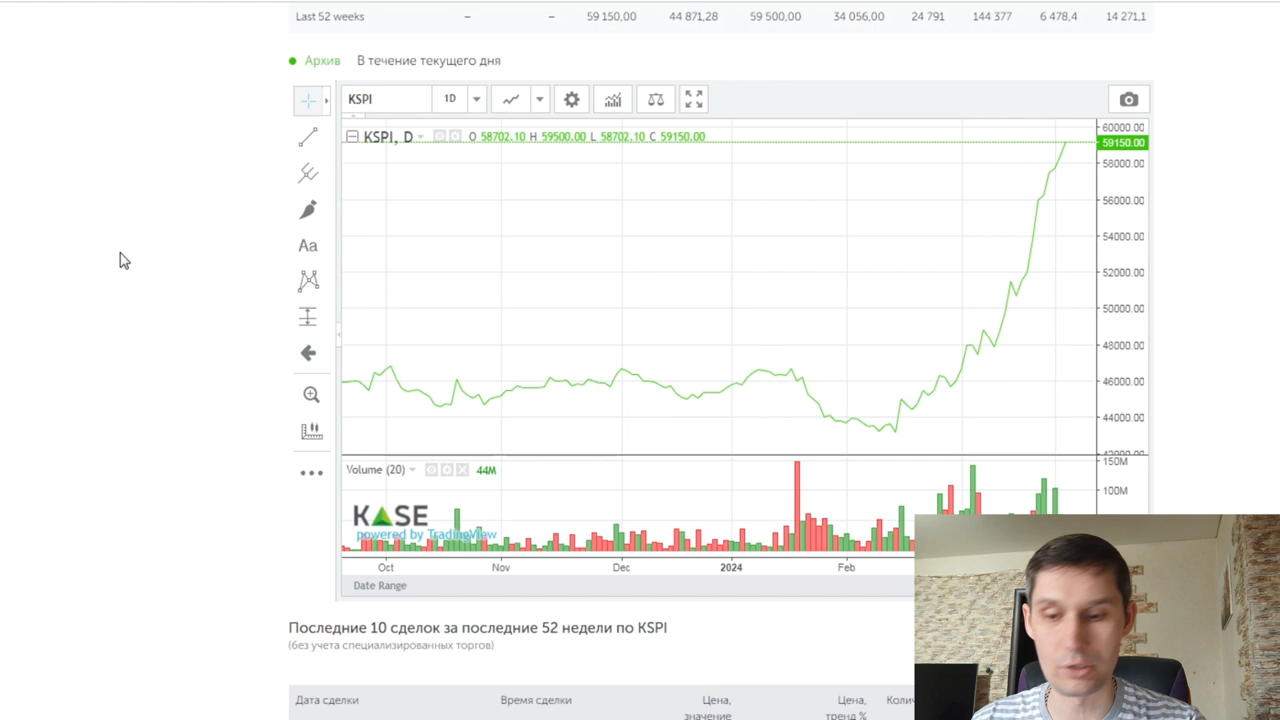 Last 52 weeks – – 59 150,00 44 871,28 59 500,00 34 056,00 24 791 144 377 6 478,4 14 271,1
Архив В течение текущего дня
KSPI 1D
KSPI, D O 58702.10 H 59500.00 L 58702.10 C 59150.00
60000.00
59150.00
58000.00
56000.00
54000.00
52000.00
50000.00
48000.00
46000.00
44000.00
42000.00
Aa
Volume (20) 44M
150M
100M
KASE
powered by TradingView
Oct Nov Dec 2024 Feb
Date Range
Последние 10 сделок за последние 52 недели по KSPI
(без учета специализированных торгов)
Дата сделки Время сделки Цена, Цена,
значение тренд %